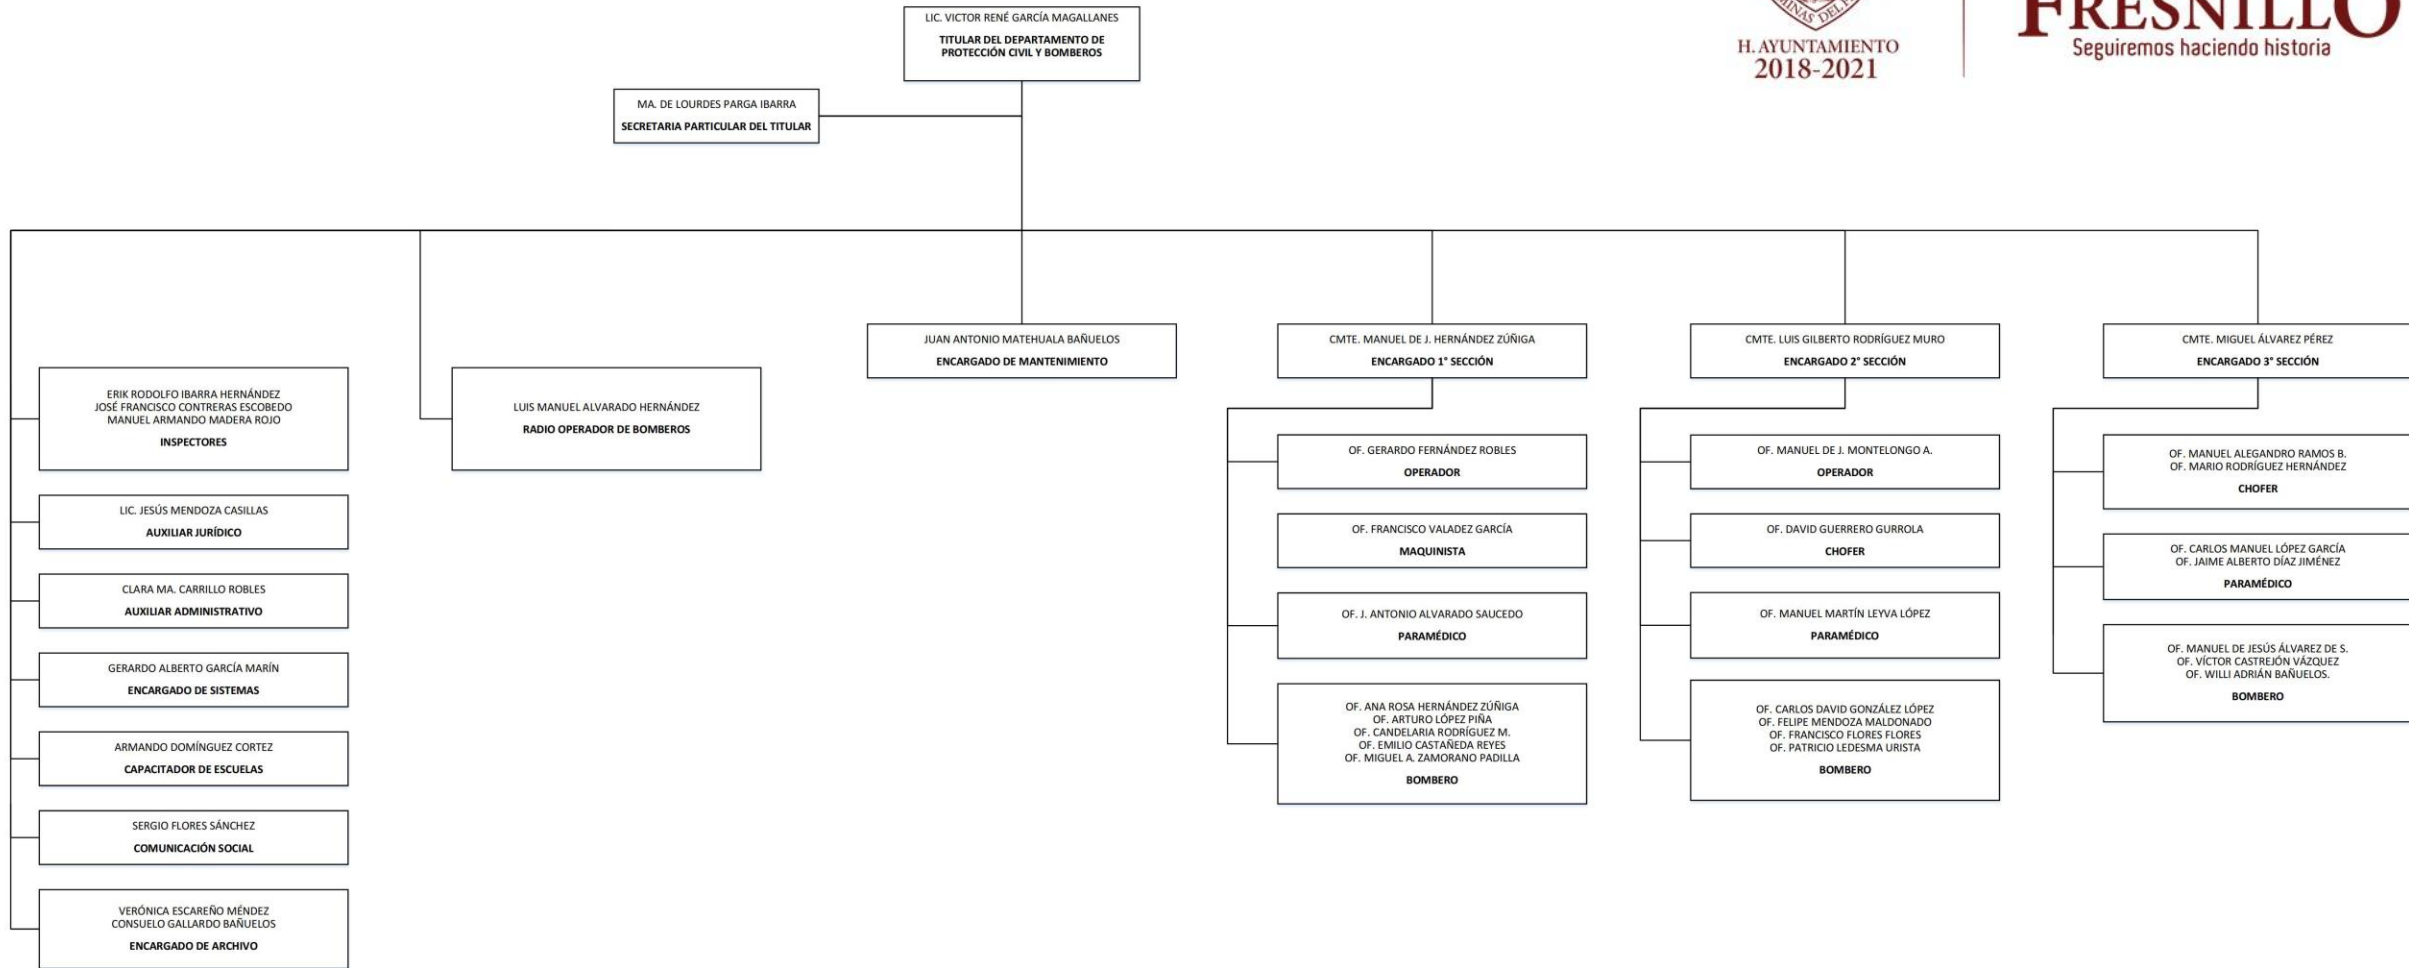 LIC. VICTOR RENÉ GARCÍA MAGALLANES
TITULAR DEL DEPARTAMENTO DE
PROTECCIÓN CIVIL Y BOMBEROS
MINAS DEL
H. AYUNTAMIENTO
2018-2021
FRESNILLO
Seguiremos haciendo historia
MA. DE LOURDES PARGA IBARRA
SECRETARIA PARTICULAR DEL TITULAR
ERIK RODOLFO IBARRA HERNÁNDEZ
JOSÉ FRANCISCO CONTRERAS ESCOBEDO
MANUEL ARMANDO MADERA ROJO
INSPECTORES
LIC. JESÚS MENDOZA CASILLAS
AUXILIAR JURÍDICO
CLARA MA. CARRILLO ROBLES
AUXILIAR ADMINISTRATIVO
GERARDO ALBERTO GARCÍA MARÍN
ENCARGADO DE SISTEMAS
ARMANDO DOMÍNGUEZ CORTEZ
CAPACITADOR DE ESCUELAS
SERGIO FLORES SÁNCHEZ
COMUNICACIÓN SOCIAL
VERÓNICA ESCAREÑO MÉNDEZ
CONSUELO GALLARDO BAÑUELOS
ENCARGADO DE ARCHIVO
LUIS MANUEL ALVARADO HERNÁNDEZ
RADIO OPERADOR DE BOMBEROS
JUAN ANTONIO MATEHUALA BAÑUELOS
ENCARGADO DE MANTENIMIENTO
CMTE. MANUEL DE J. HERNÁNDEZ ZÚÑIGA
ENCARGADO 1° SECCIÓN
OF. GERARDO FERNÁNDEZ ROBLES
OPERADOR
OF. FRANCISCO VALADEZ GARCÍA
MAQUINISTA
OF. J. ANTONIO ALVARADO SAUCEDO
PARAMÉDICO
OF. ANA ROSA HERNÁNDEZ ZÚÑIGA
OF. ARTURO LÓPEZ PIÑA
OF. CANDELARIA RODRÍGUEZ M.
OF. EMILIO CASTAÑEDA REYES
OF. MIGUEL A. ZAMORANO PADILLA
BOMBERO
CMTE. LUIS GILBERTO RODRÍGUEZ MURO
ENCARGADO 2° SECCIÓN
OF. MANUEL DE J. MONTELONGO A.
OPERADOR
OF. DAVID GUERRERO GURROLA
CHOFER
OF. MANUEL MARTÍN LEYVA LÓPEZ
PARAMÉDICO
OF. CARLOS DAVID GONZÁLEZ LÓPEZ
OF. FELIPE MENDOZA MALDONADO
OF. FRANCISCO FLORES FLORES
OF. PATRICIO LEDESMA URISTA
BOMBERO
CMTE. MIGUEL ÁLVAREZ PÉREZ
ENCARGADO 3° SECCIÓN
OF. MANUEL ALEGANDRO RAMOS B.
OF. MARIO RODRÍGUEZ HERNÁNDEZ
CHOFER
OF. CARLOS MANUEL LÓPEZ GARCÍA
OF. JAIME ALBERTO DÍAZ JIMÉNEZ
PARAMÉDICO
OF. MANUEL DE JESÚS ÁLVAREZ DE S.
OF. VÍCTOR CASTREJÓN VÁZQUEZ
OF. WILLI ADRIÁN BAÑUELOS.
BOMBERO